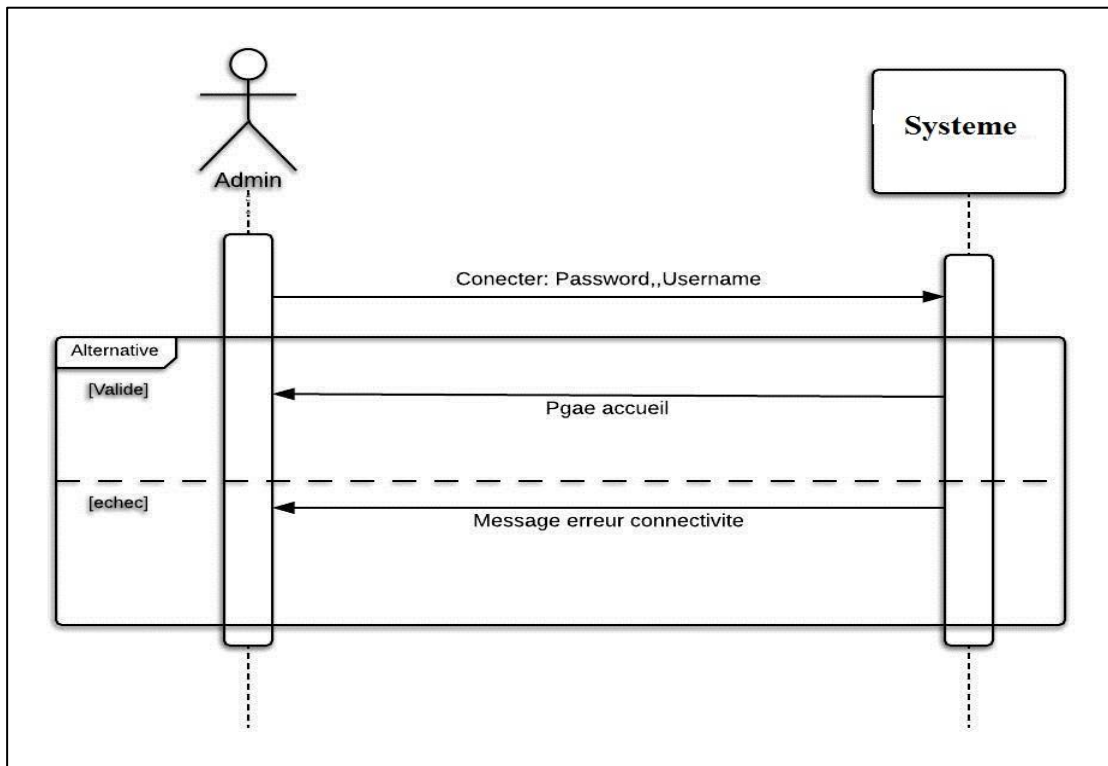 Systeme
Admin
Conecter: Password,,Username
Alternative
[Valide]
Pgae accueil
[echec]
Message erreur connectivite